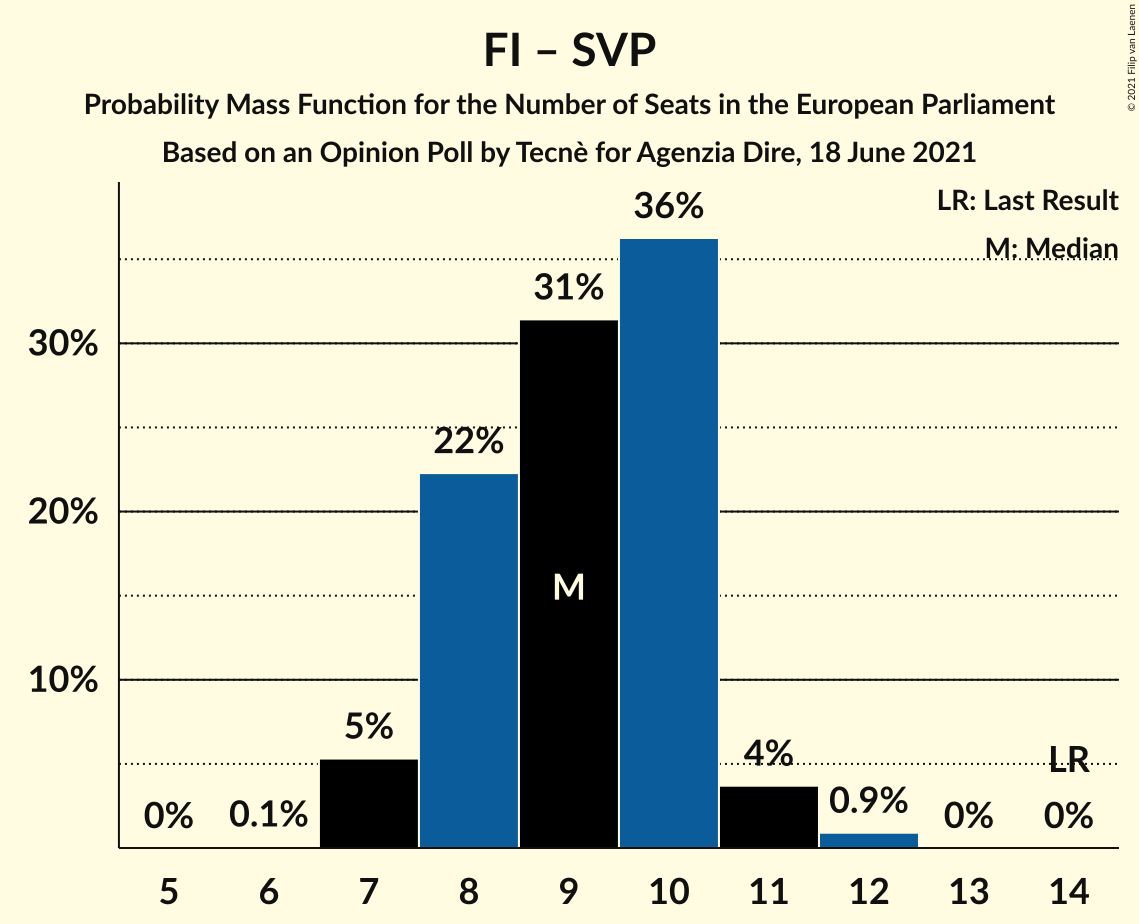 FI – SVP
Probability Mass Function for the Number of Seats in the European Parliament
Based on an Opinion Poll by Tecnè for Agenzia Dire, 18 June 2021
© 2021 Filip van Laenen
LR: Last Result
M: Median
36%
31%
30%
22%
20%
M
10%
5%
4%
LR
0%
0.1%
0.9%
0%
0%
5 6 7 8 9 10 11 12 13 14